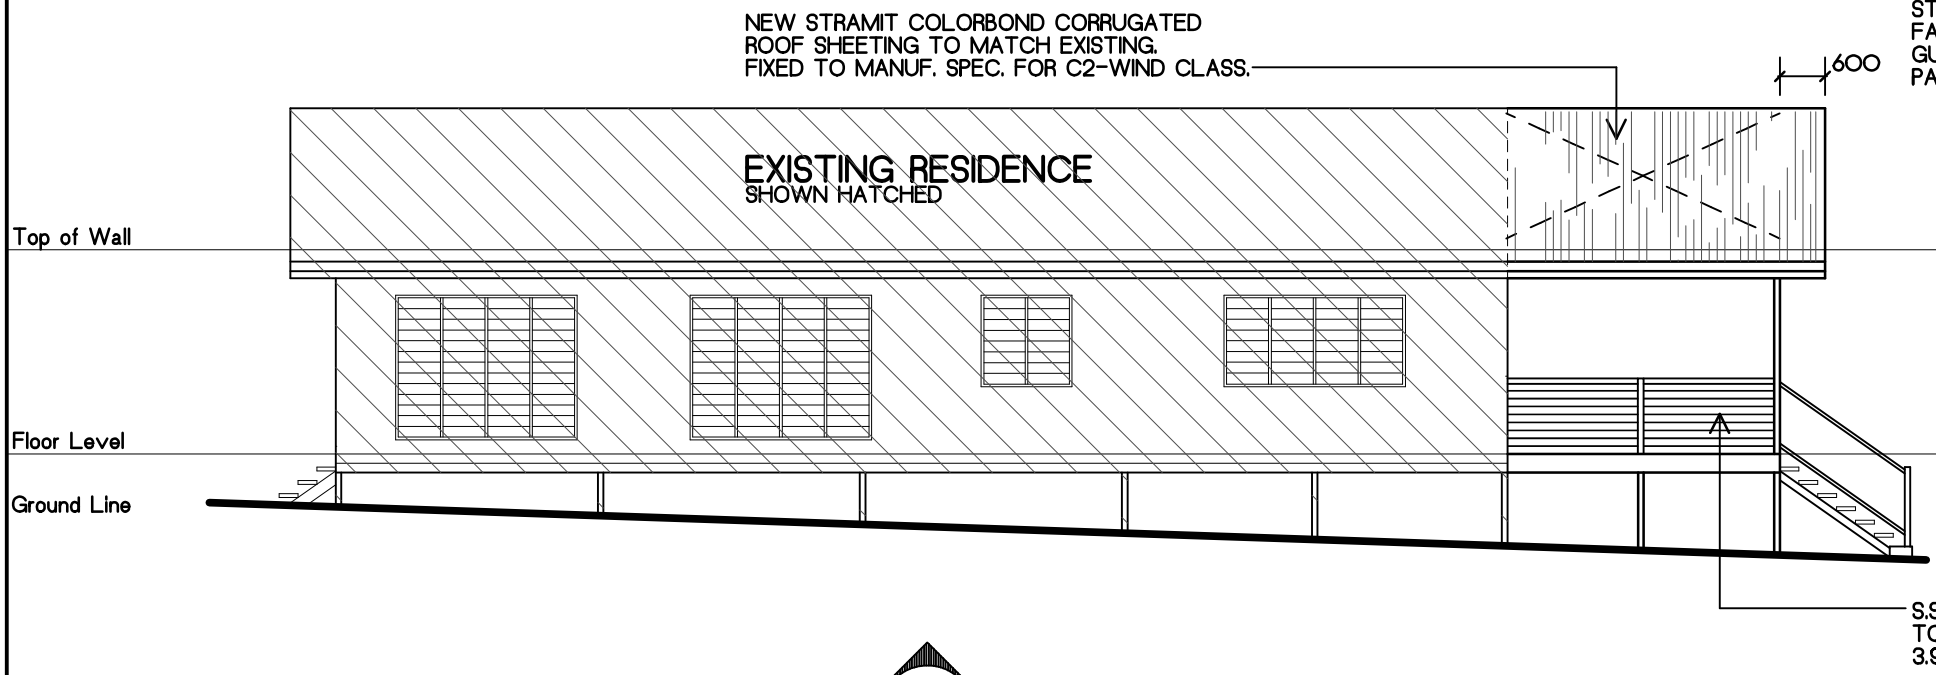 NEW STRAMIT COLORBOND CORRUGATED
ROOF SHEETING TO MATCH EXISTING.
FIXED TO MANUF. SPEC. FOR C2-WIND CLASS.
600
EXISTING RESIDENCE
SHOWN HATCHED
Top of Wall
Floor Level
Ground Line